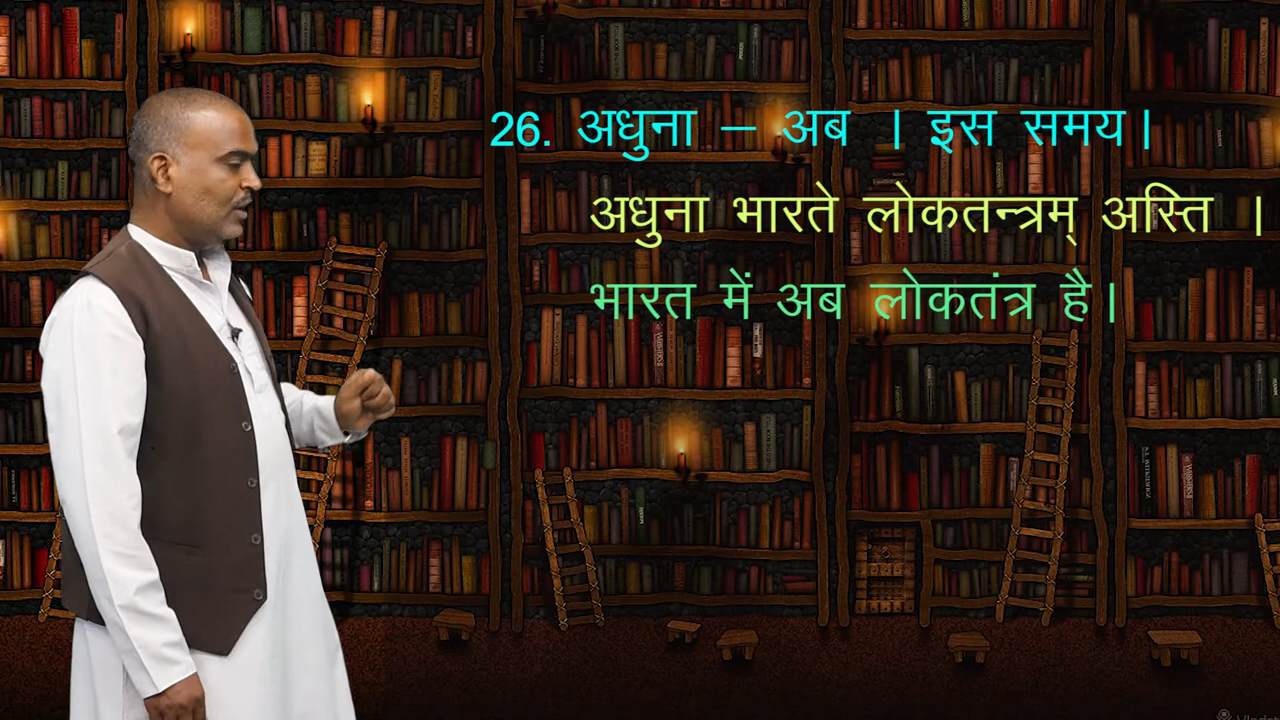 26. अधुना – अब । इस समय।
अधुना भारते लोकतन्त्रम् अस्ति ।
भारत में अब लोकतंत्र है।